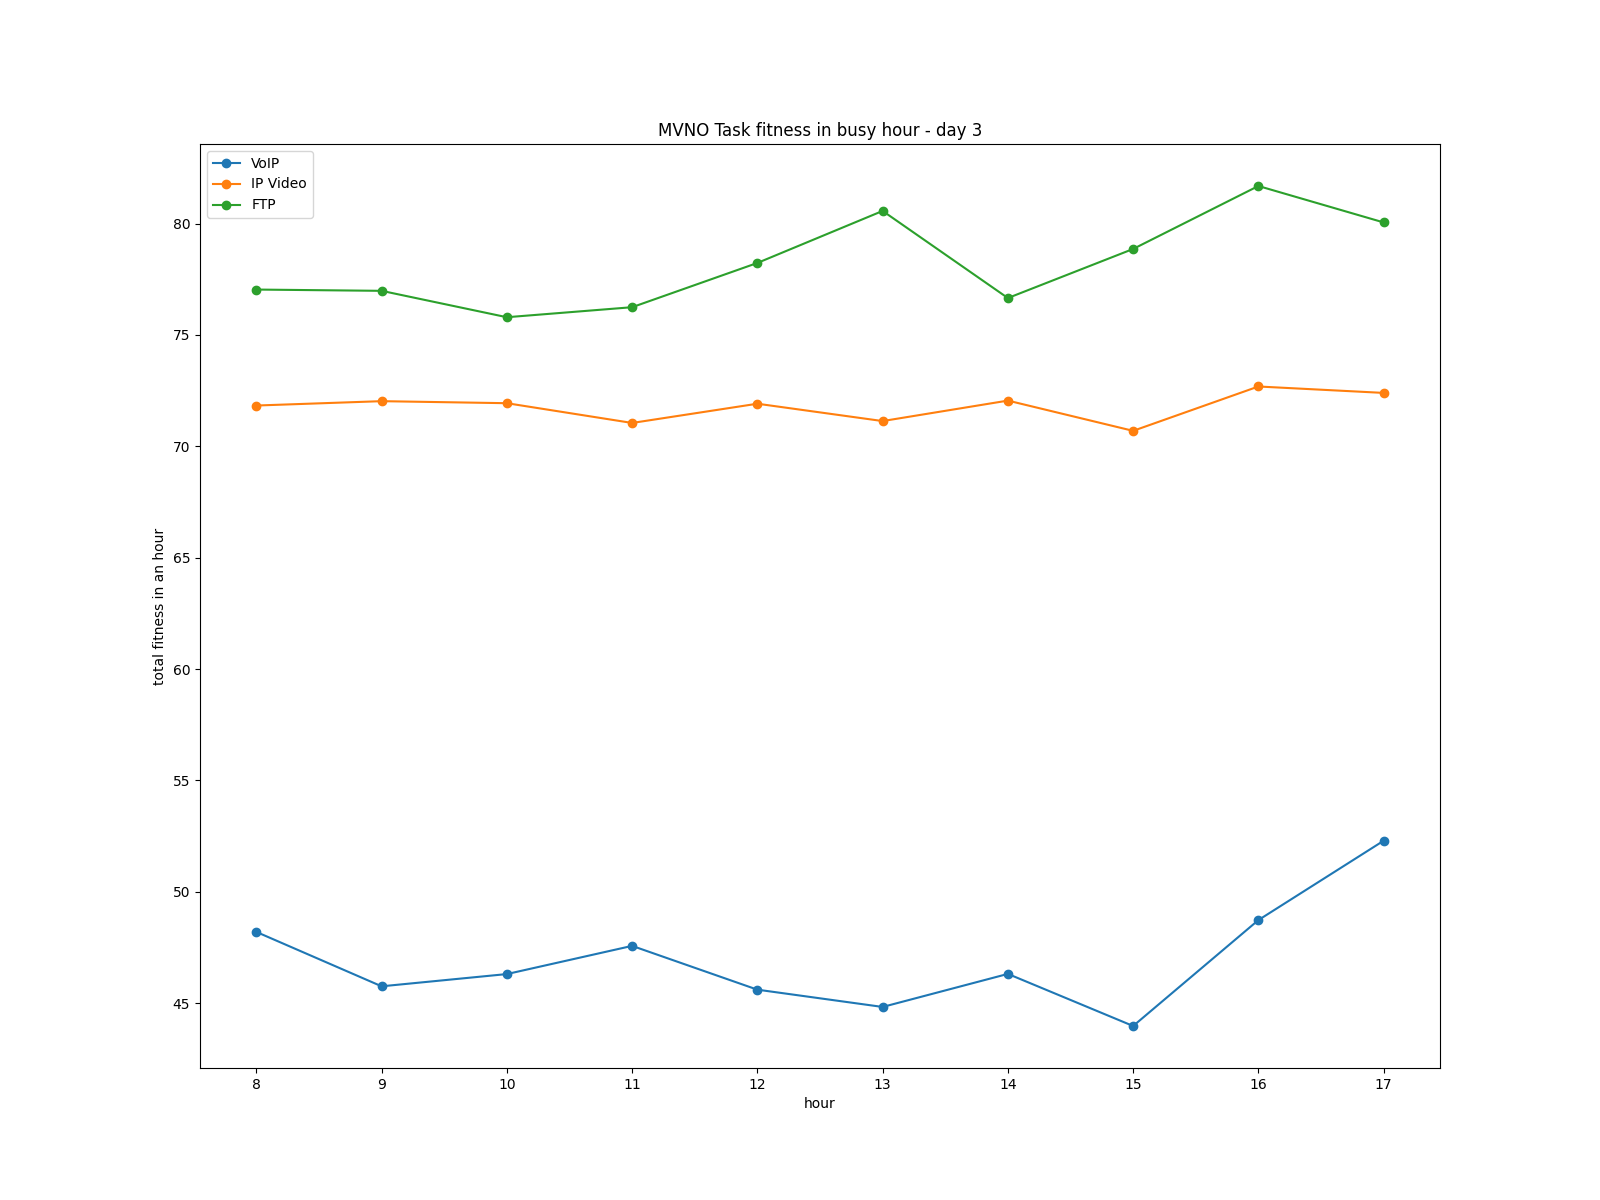 MVNO Task fitness in busy hour - day 3
VoIP
IP Video
FTP
80
75
70
65
60
55
50
45
total fitness in an hour
8 9 10 11 12 13 14 15 16 17
hour